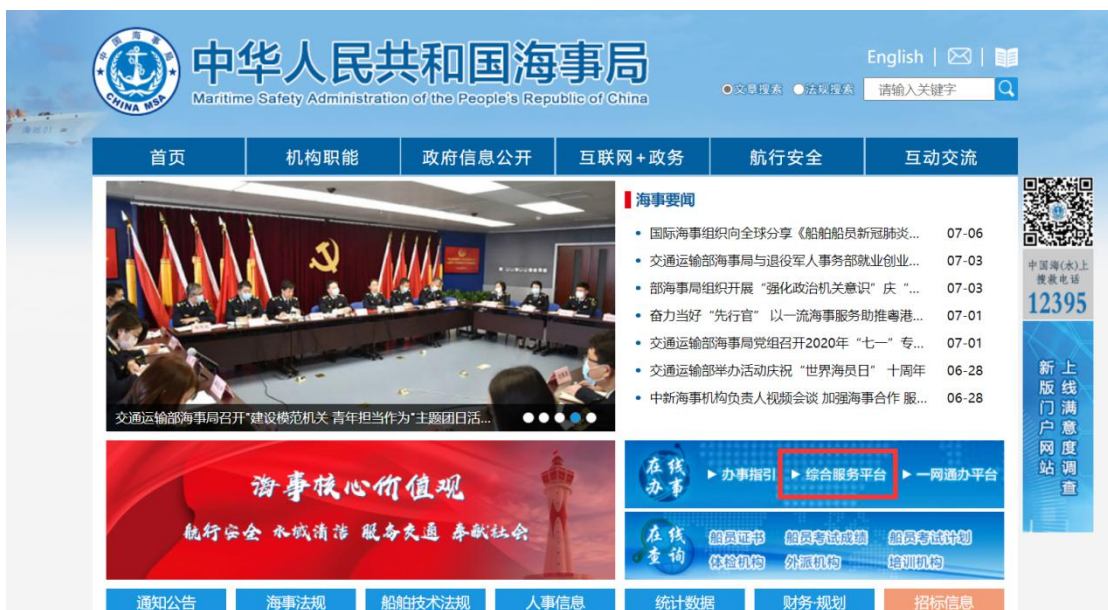 中华人民共和国海事局
Maritime Safety Administration of the People's Republic of China
CHINA MSA
English
文章搜索 法规搜索 请输入关键字
首页 机构职能 政府信息公开 互联网+政务 航行安全 互动交流
海事要闻
国际海事组织向全球分享《船舶船员新冠肺炎... 07-06
交通运输部海事局与退役军人事务部就业创业... 07-03
部海事局组织开展“强化政治机关意识”庆“... 07-03
奋力当好“先行官” 以一流海事服务助推粤港... 07-01
交通运输部海事局党组召开2020年“七一”专... 07-01
交通运输部举办活动庆祝“世界海员日” 十周年 06-28
中新海事机构负责人视频会谈 加强海事合作 服... 06-28
交通运输部海事局召开"建设模范机关 青年担当作为"主题团日活...
中国海(水)上
搜救电话
12395
新版门户网站
上线满意度调查
海事核心价值观
航行安全 水域清洁 服务交通 奉献社会
在线办事
办事指引 综合服务平台 一网通办平台
在线查询
船员证书 船员考试成绩 船员考试计划
体检机构 外派机构 培训机构
通知公告 海事法规 船舶技术法规 人事信息 统计数据 财务·规划 招标信息